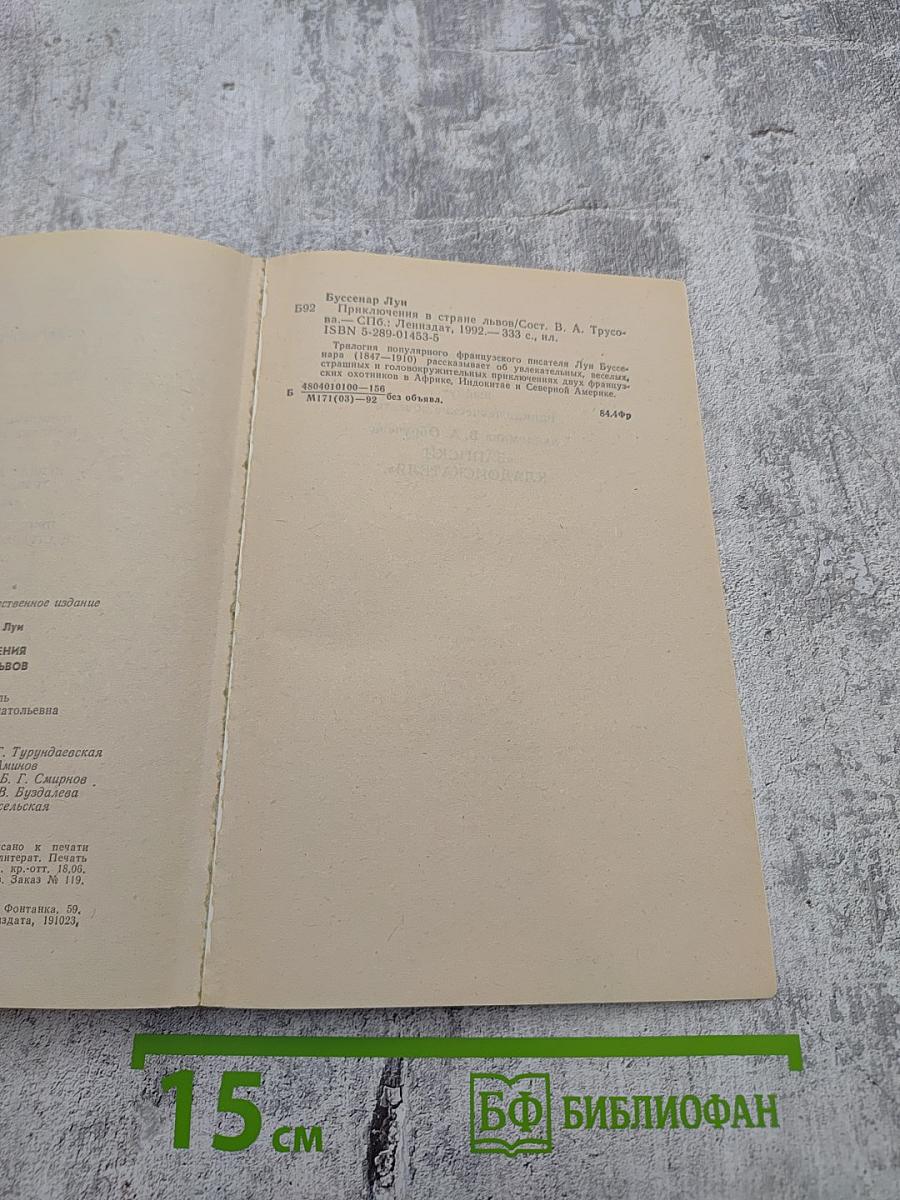 ственное издание
Луи
ЕНИЯ
ЬВОВ
ль
атольевна
Г. Турундаевская
Аминов
Б. Г. Смирнов
В. Буздалева
сельская
сано к печати
литерат. Печать
. кр.-отт. 18,06.
. Заказ № 119.
Фонтанка, 59.
издата, 191023,
Буссенар Луи
Б92 Приключения в стране львов/Сост. В. А. Трусо-
ва.— СПб.: Лениздат, 1992.— 333 с., ил.
ISBN 5-289-01453-5
Трилогия популярного французского писателя Луи Буссе-
нара (1847—1910) рассказывает об увлекательных, веселых,
страшных и головокружительных приключениях двух француз-
ских охотников в Африке, Индокитае и Северной Америке.
Б 4804010100—156
М171(03)—92 без объявл.
84.4Фр
15 см
БФ БИБЛИОФАН